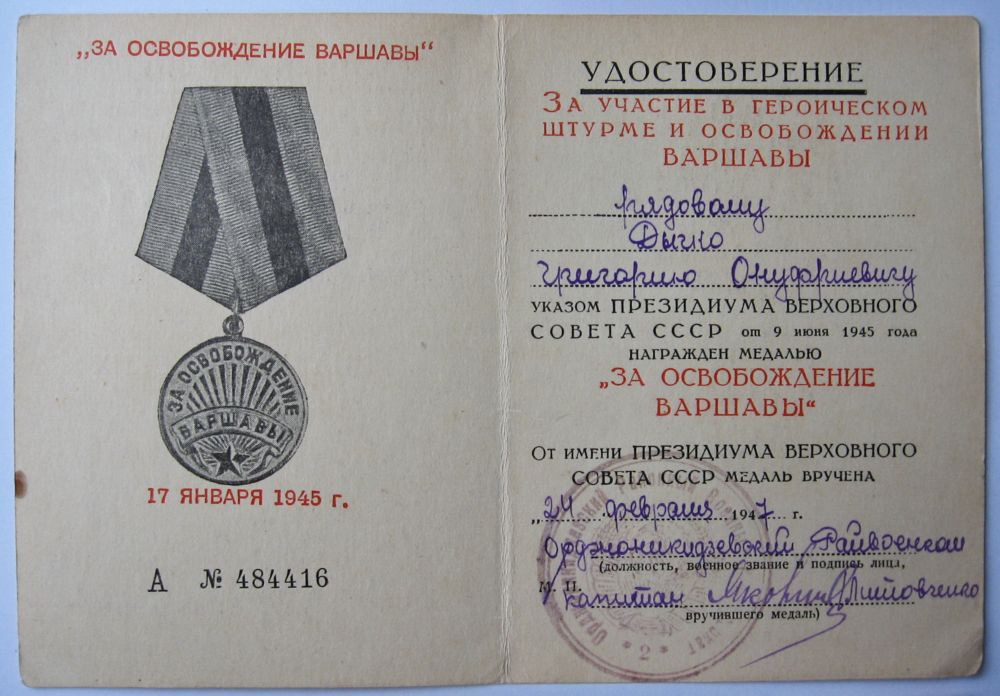 „ЗА ОСВОБОЖДЕНИЕ ВАРШАВЫ“
ЗА ОСВОБОЖДЕНИЕ
ВАРШАВЫ
17 ЯНВАРЯ 1945 г.
А № 484416
УДОСТОВЕРЕНИЕ
ЗА УЧАСТИЕ В ГЕРОИЧЕСКОМ
ШТУРМЕ И ОСВОБОЖДЕНИИ
ВАРШАВЫ
рядовому
Дычко
Григорию Онуфриевичу
УКАЗОМ ПРЕЗИДИУМА ВЕРХОВНОГО
СОВЕТА СССР от 9 июня 1945 года
НАГРАЖДЕН МЕДАЛЬЮ
„ЗА ОСВОБОЖДЕНИЕ
ВАРШАВЫ“
ОТ ИМЕНИ ПРЕЗИДИУМА ВЕРХОВНОГО
СОВЕТА СССР МЕДАЛЬ ВРУЧЕНА
„24 февраля 1947 г.
Орджоникидзевский Райвоенком
(должность, военное звание и подпись лица,
М. П.
капитан
вручившего медаль)
* 2 *